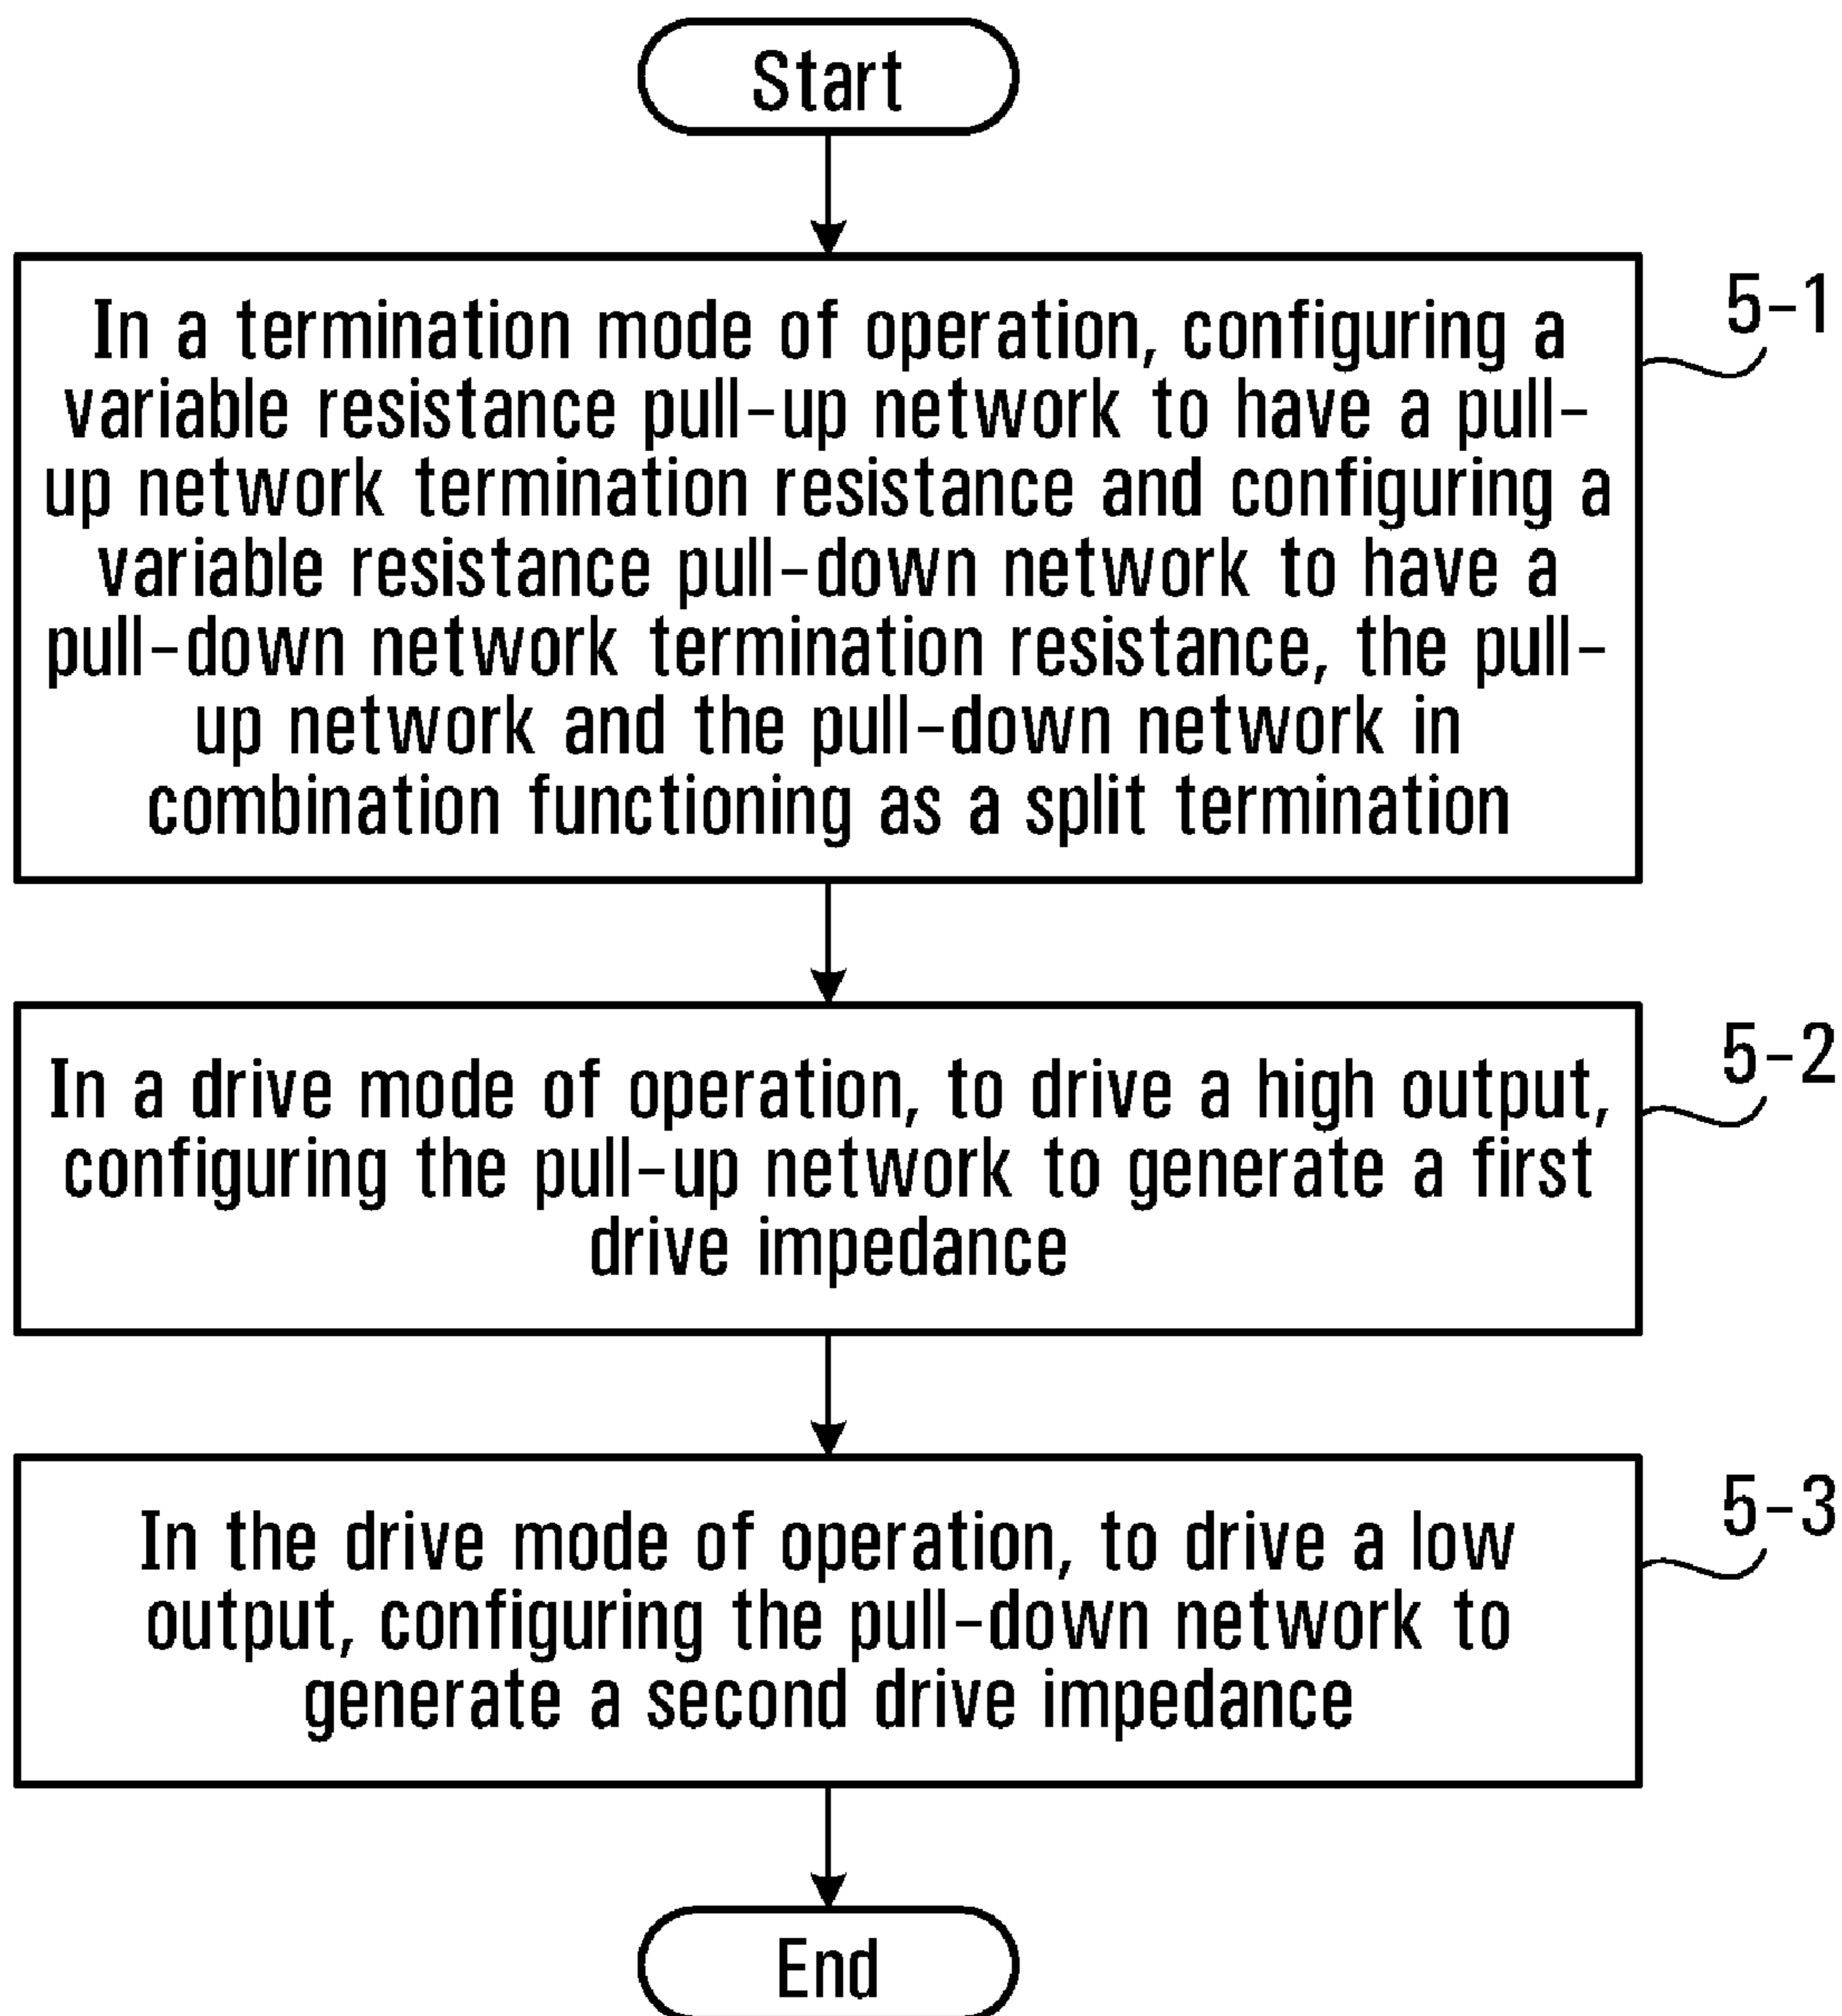 Start
In a termination mode of operation, configuring a
variable resistance pull-up network to have a pull-
up network termination resistance and configuring a
variable resistance pull-down network to have a
pull-down network termination resistance, the pull-
up network and the pull-down network in
combination functioning as a split termination
5-1
In a drive mode of operation, to drive a high output,
configuring the pull-up network to generate a first
drive impedance
5-2
In the drive mode of operation, to drive a low
output, configuring the pull-down network to
generate a second drive impedance
5-3
End